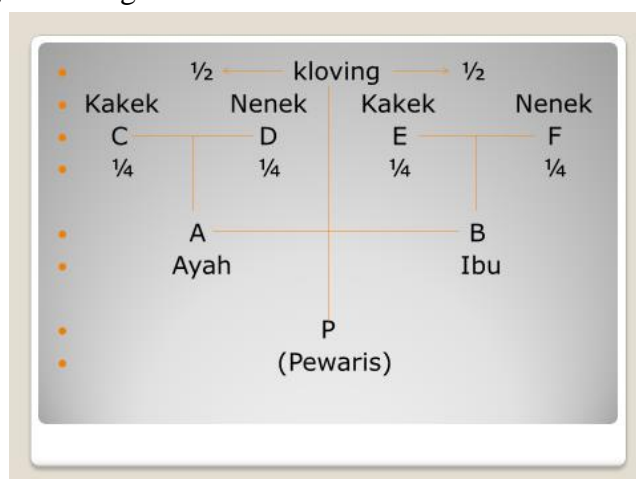 ½ kloving ½
Kakek Nenek Kakek Nenek
C D E F
¼ ¼ ¼ ¼
A B
Ayah Ibu
P
(Pewaris)